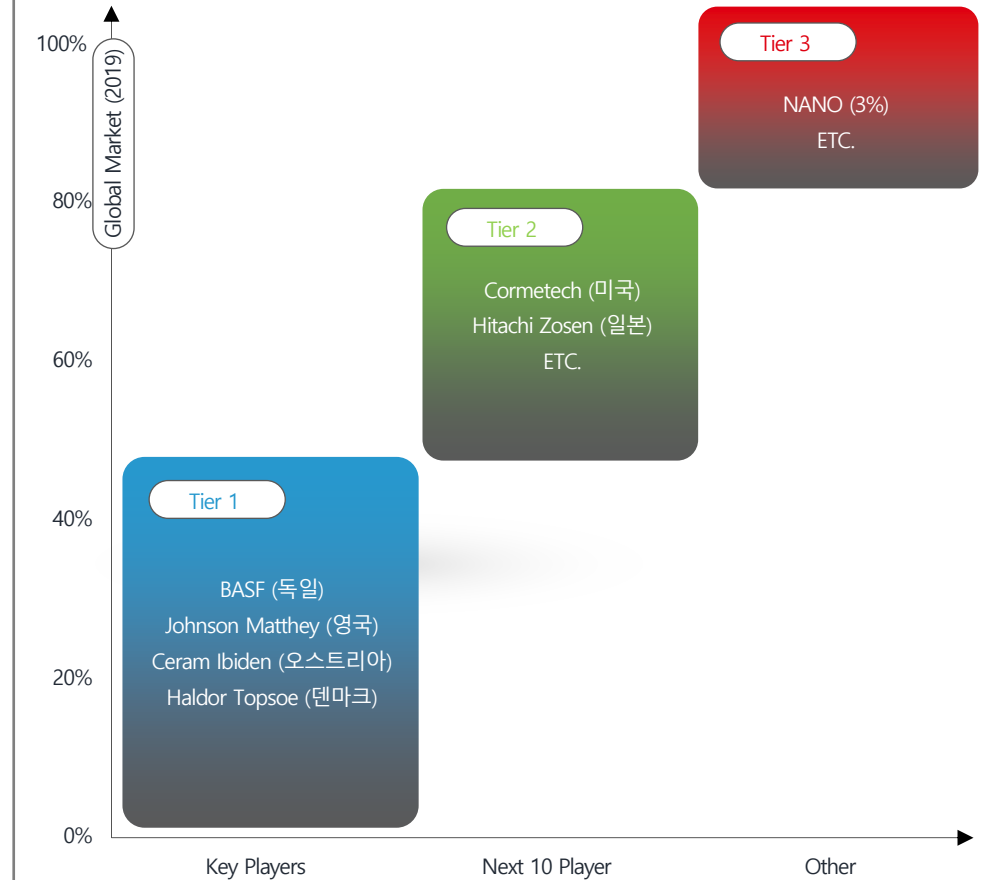 100%
80%
60%
40%
20%
0%
Global Market (2019)
Tier 3
NANO (3%)
ETC.
Tier 2
Cormetech (미국)
Hitachi Zosen (일본)
ETC.
Tier 1
BASF (독일)
Johnson Matthey (영국)
Ceram Ibiden (오스트리아)
Haldor Topsoe (덴마크)
Key Players
Next 10 Player
Other